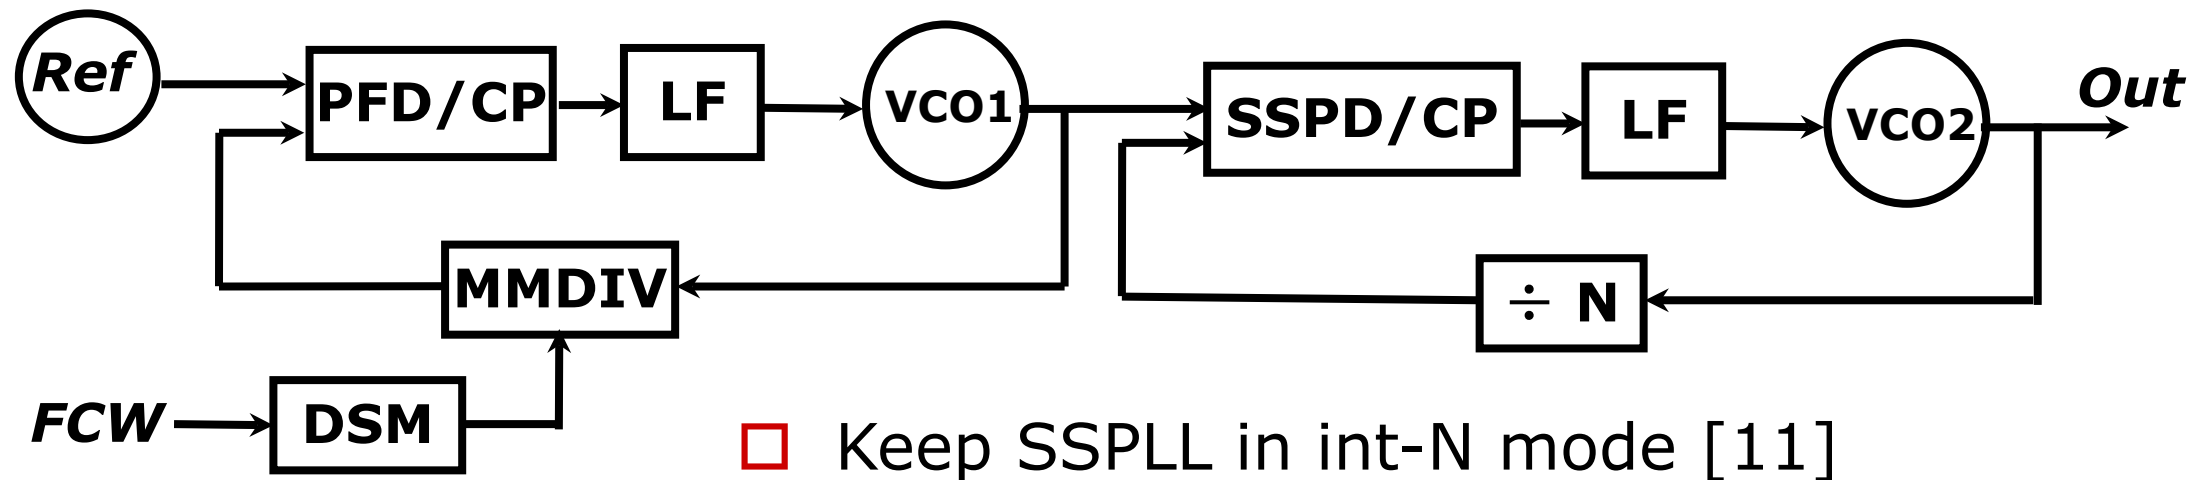 Ref
PFD/CP
LF
VCO1
SSPD/CP
LF
VCO2
Out
MMDIV
÷ N
FCW
DSM
Keep SSPLL in int-N mode [11]